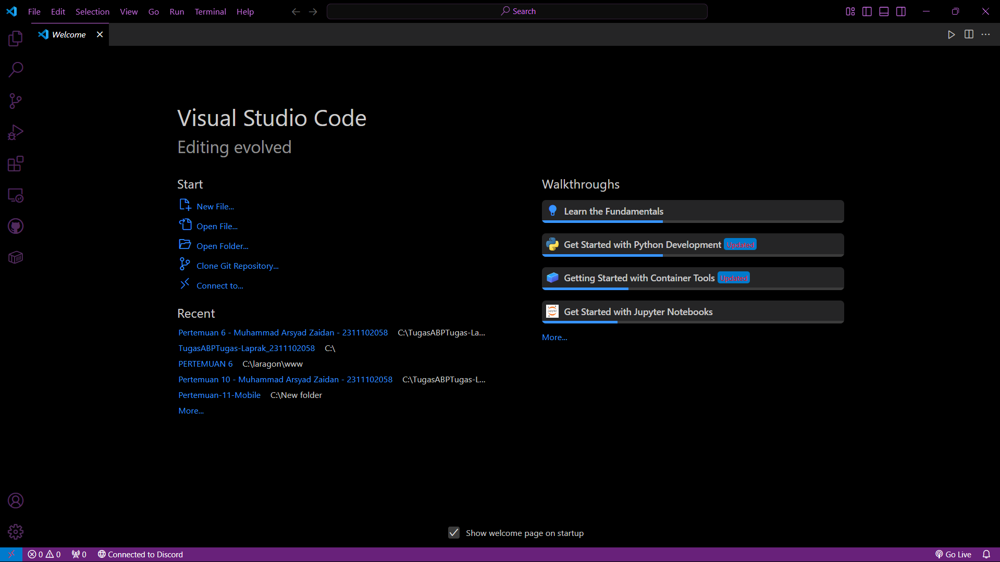 File Edit Selection View Go Run Terminal Help
Search
Welcome
Visual Studio Code
Editing evolved
Start
New File...
Open File...
Open Folder...
Clone Git Repository...
Connect to...
Recent
Pertemuan 6 - Muhammad Arsyad Zaidan - 2311102058 C:\TugasABPTugas-La...
TugasABPTugas-Laprak_2311102058 C:\
PERTEMUAN 6 C:\laragon\www
Pertemuan 10 - Muhammad Arsyad Zaidan - 2311102058 C:\TugasABPTugas-L...
Pertemuan-11-Mobile C:\New folder
More...
Walkthroughs
Learn the Fundamentals
Get Started with Python Development Updated
Getting Started with Container Tools Updated
jupyter
Get Started with Jupyter Notebooks
More...
Show welcome page on startup
0 0 0 Connected to Discord Go Live